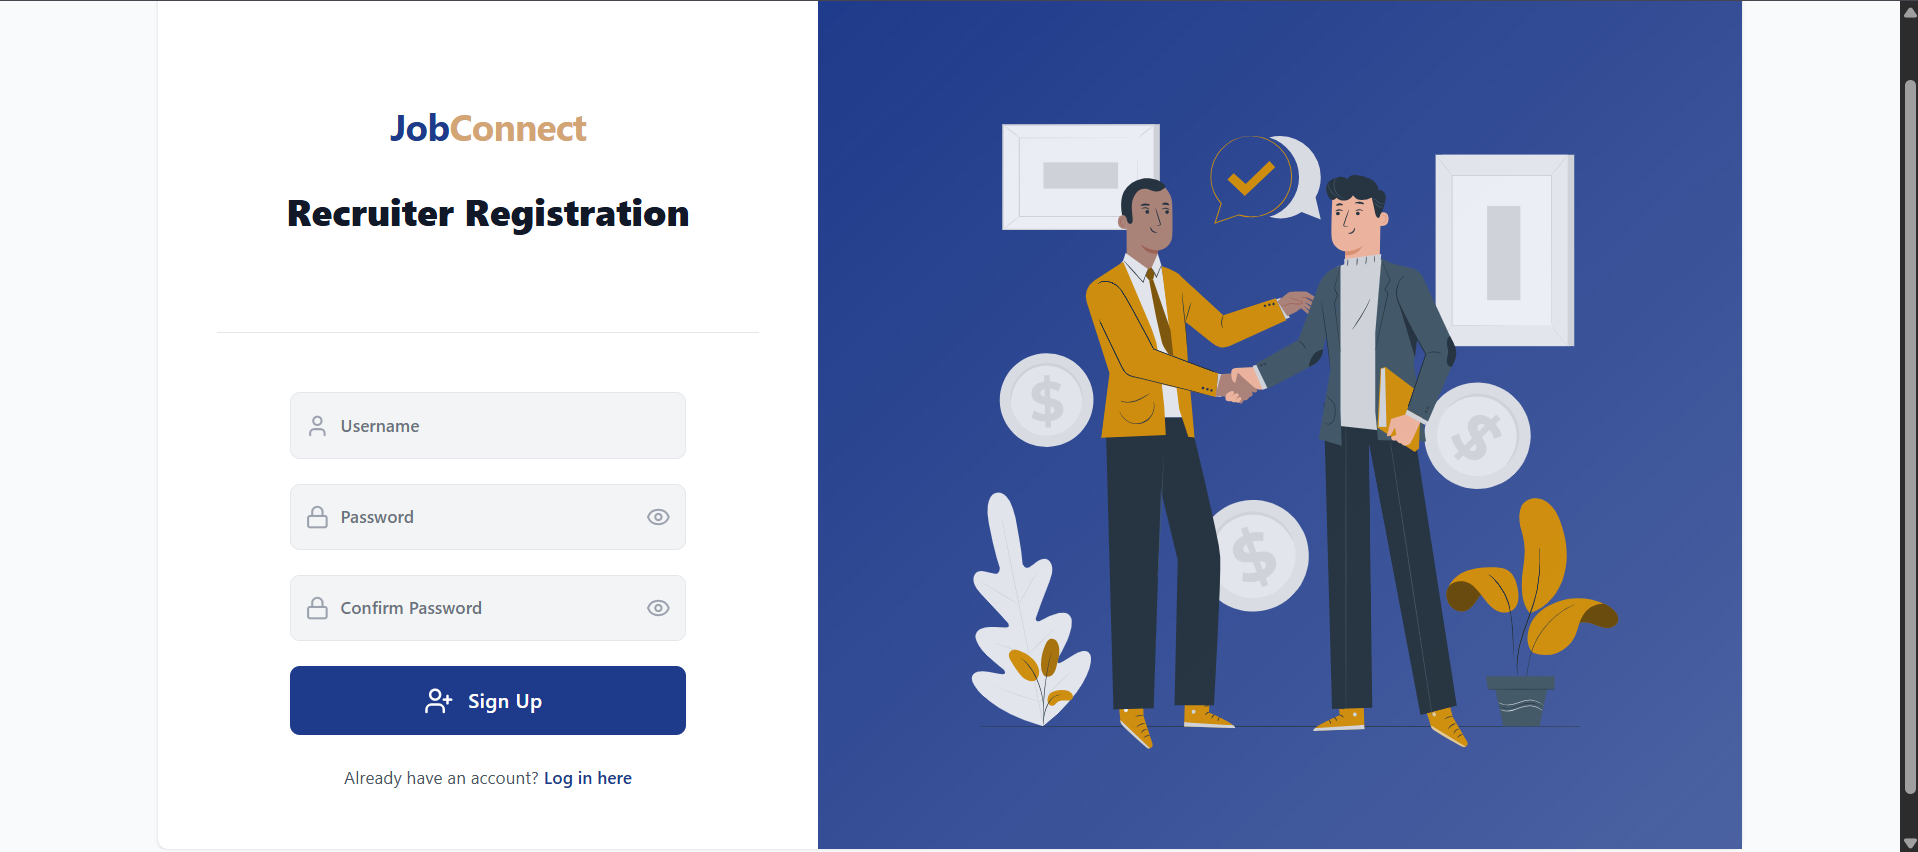 JobConnect
Recruiter Registration
Username
Password
Confirm Password
Sign Up
Already have an account? Log in here
$
$
$